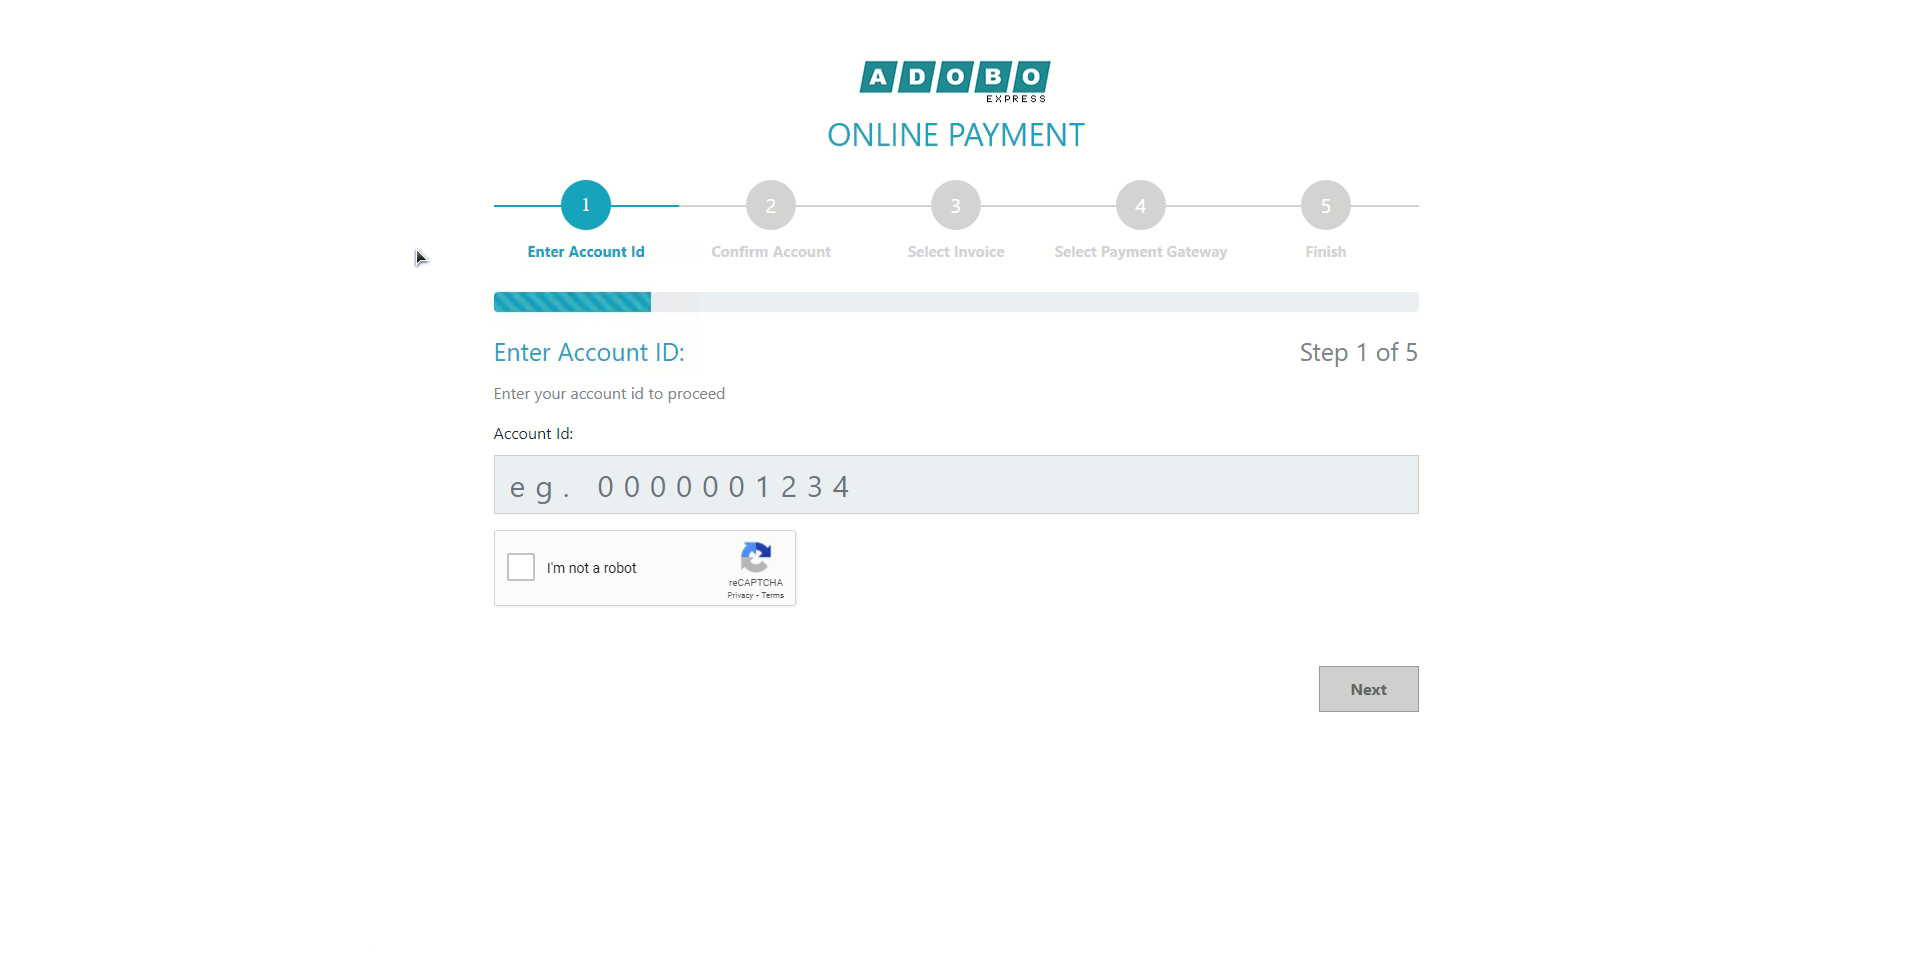 ADOBO
EXPRESS
ONLINE PAYMENT
1 2 3 4 5
Enter Account Id Confirm Account Select Invoice Select Payment Gateway Finish
Enter Account ID: Step 1 of 5
Enter your account id to proceed
Account Id:
eg. 0000001234
I'm not a robot
reCAPTCHA
Privacy - Terms
Next